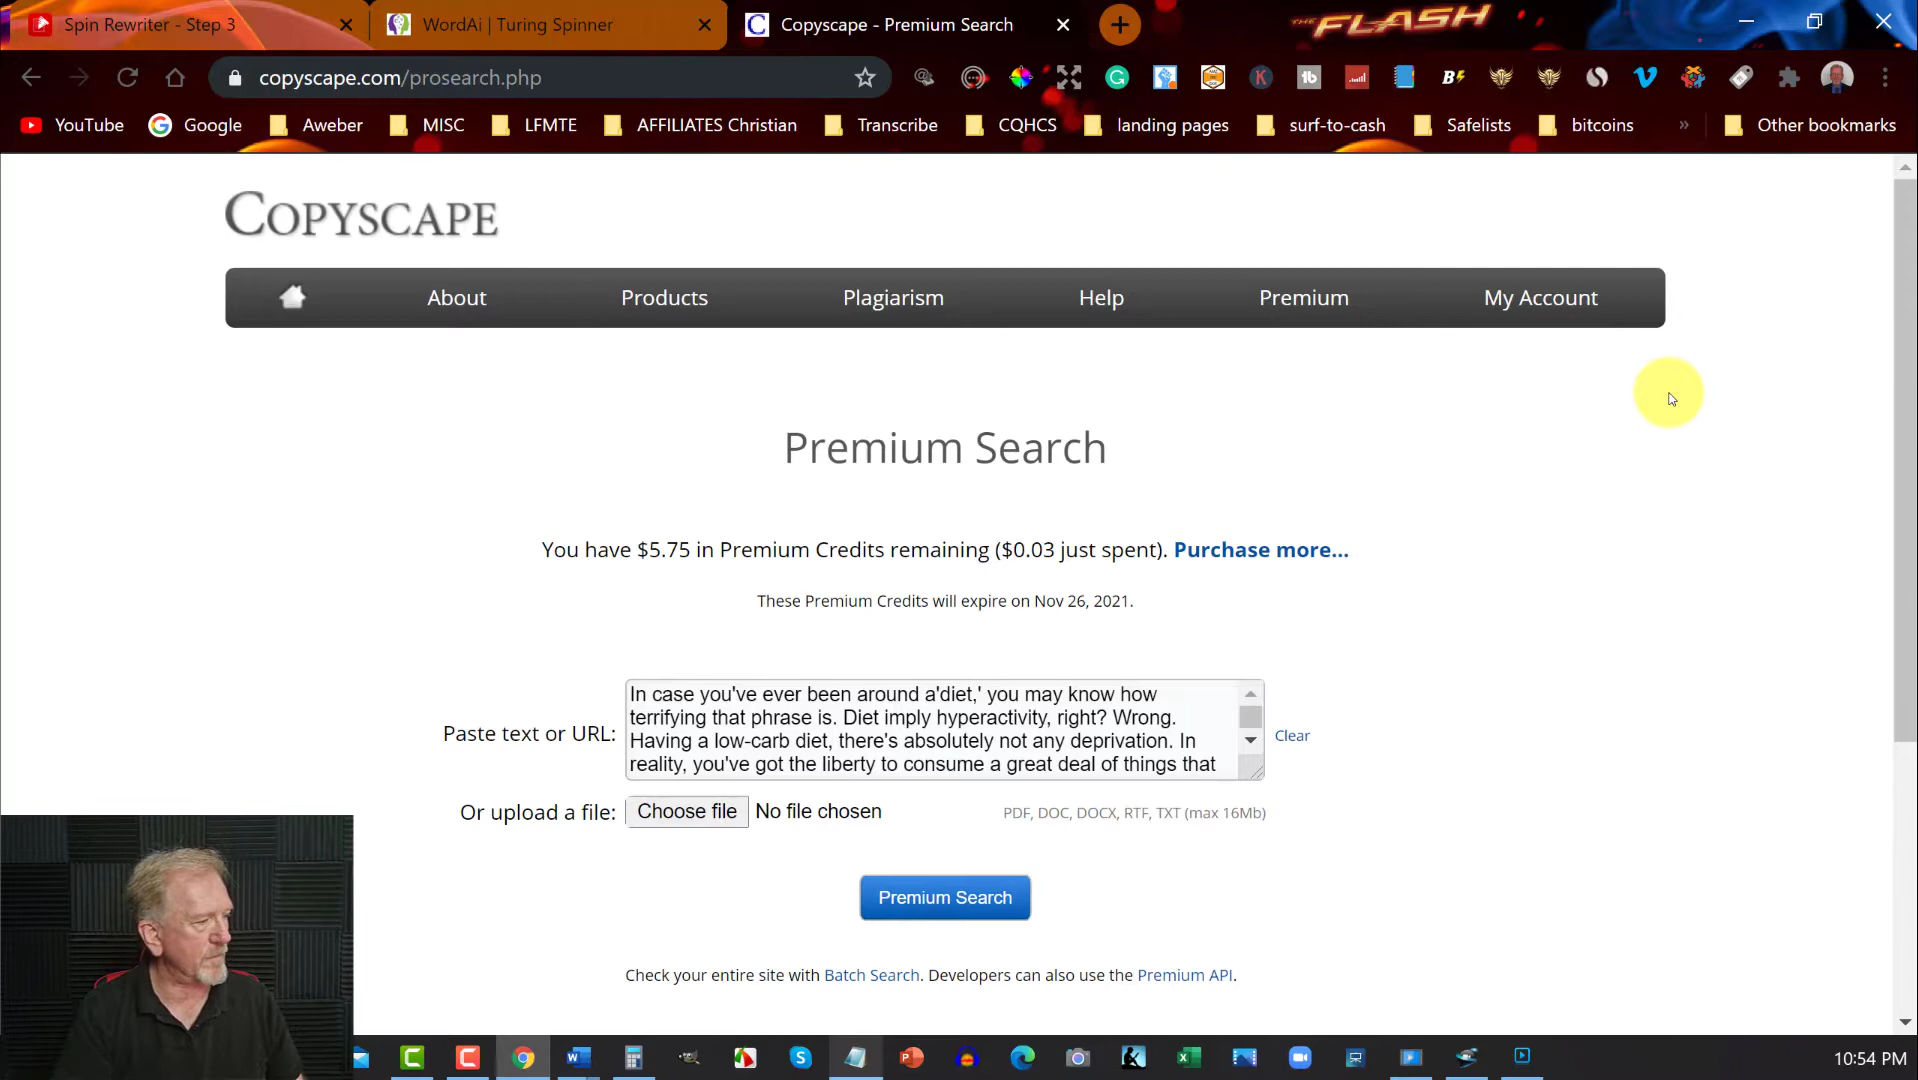 Spin Rewriter - Step 3
WordAi | Turing Spinner
Copyscape - Premium Search
THE FLASH
copyscape.com/prosearch.php
YouTube
Google
Aweber
MISC
LFMTE
AFFILIATES Christian
Transcribe
CQHCS
landing pages
surf-to-cash
Safelists
bitcoins
»
Other bookmarks
COPYSCAPE
About
Products
Plagiarism
Help
Premium
My Account
Premium Search
You have $5.75 in Premium Credits remaining ($0.03 just spent). Purchase more...
These Premium Credits will expire on Nov 26, 2021.
Paste text or URL:
In case you've ever been around a'diet,' you may know how
terrifying that phrase is. Diet imply hyperactivity, right? Wrong.
Having a low-carb diet, there's absolutely not any deprivation. In
reality, you've got the liberty to consume a great deal of things that
Clear
Or upload a file:
Choose file No file chosen
PDF, DOC, DOCX, RTF, TXT (max 16Mb)
Premium Search
Check your entire site with Batch Search. Developers can also use the Premium API.
10:54 PM